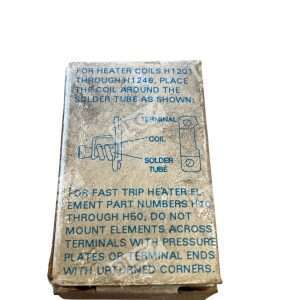 FOR HEATER COILS H1201
THROUGH H1248, PLACE
THE COIL AROUND THE
SOLDER TUBE AS SHOWN:
TERMINAL
COIL
SOLDER
TUBE
FOR FAST TRIP HEATER EL
EMENT PART NUMBERS H10
THROUGH H50, DO NOT
MOUNT ELEMENTS ACROSS
TERMINALS WITH PRESSURE
PLATES OR TERMINAL ENDS
WITH UPTURNED CORNERS.